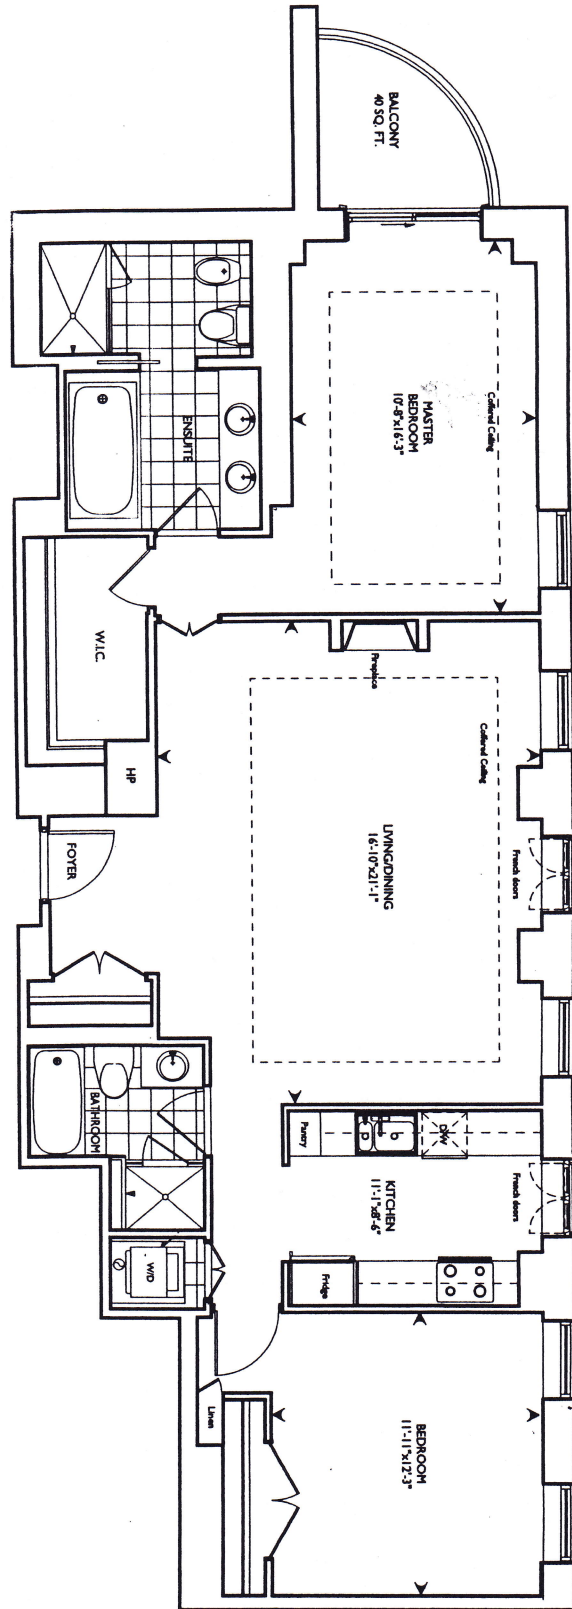 BALCONY
40 SQ. FT.
MASTER
BEDROOM
10'-8"x16'-3"
Coffered Ceiling
ENSUITE
W.I.C.
HP
Fireplace
Coffered Ceiling
LIVING/DINING
16'-10"x21'-1"
French doors
FOYER
BATHROOM
Pantry
DW
KITCHEN
11'-1"x8'-6"
French doors
Fridge
W/D
Linen
BEDROOM
11'-11"x12'-3"